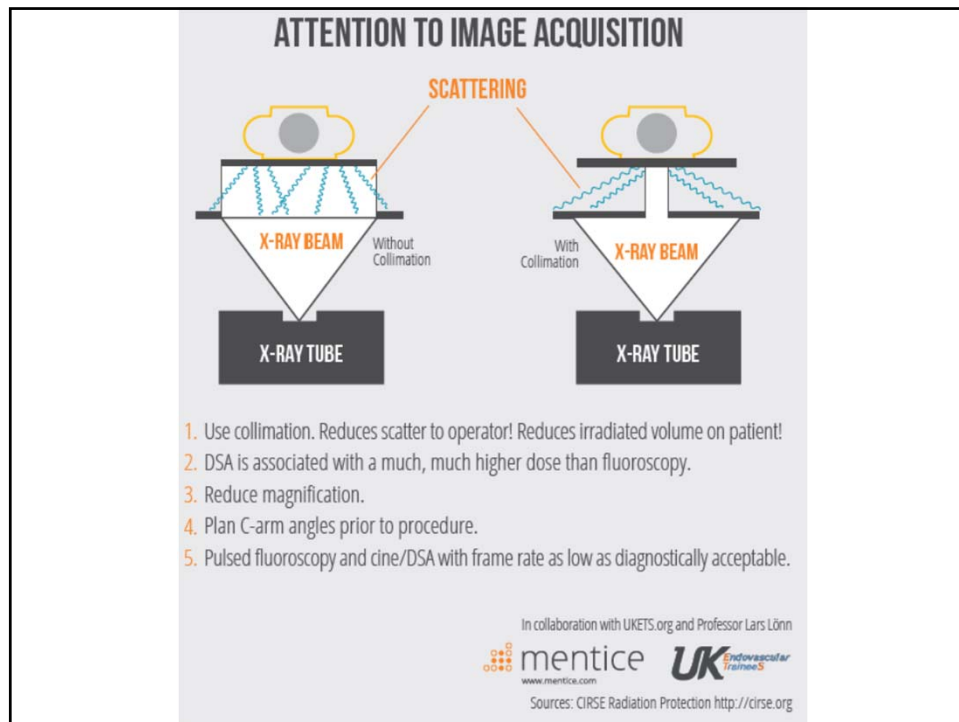 ATTENTION TO IMAGE ACQUISITION
SCATTERING
X-RAY BEAM
Without
Collimation
X-RAY TUBE
With
Collimation
X-RAY BEAM
X-RAY TUBE
1. Use collimation. Reduces scatter to operator! Reduces irradiated volume on patient!
2. DSA is associated with a much, much higher dose than fluoroscopy.
3. Reduce magnification.
4. Plan C-arm angles prior to procedure.
5. Pulsed fluoroscopy and cine/DSA with frame rate as low as diagnostically acceptable.
In collaboration with UKETS.org and Professor Lars Lönn
mentice
www.mentice.com
UK Endovascular
TraineeS
Sources: CIRSE Radiation Protection http://cirse.org